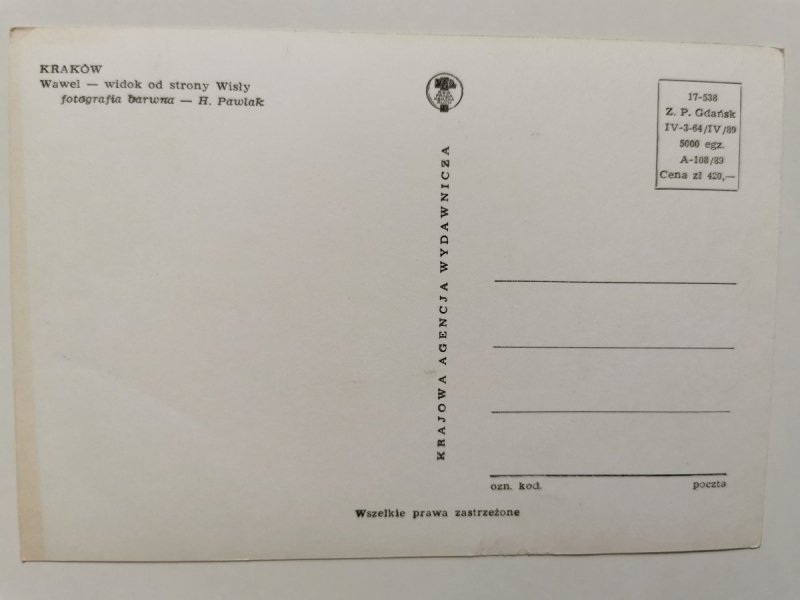 KRAKÓW
Wawel — widok od strony Wisły
fotografia barwna — H. Pawlak
KRAJOWA AGENCJA WYDAWNICZA
17-538
Z. P. Gdańsk
IV-3-64/IV/89
5000 egz.
A-108/89
Cena zł 420,—
ozn. kod.
poczta
Wszelkie prawa zastrzeżone